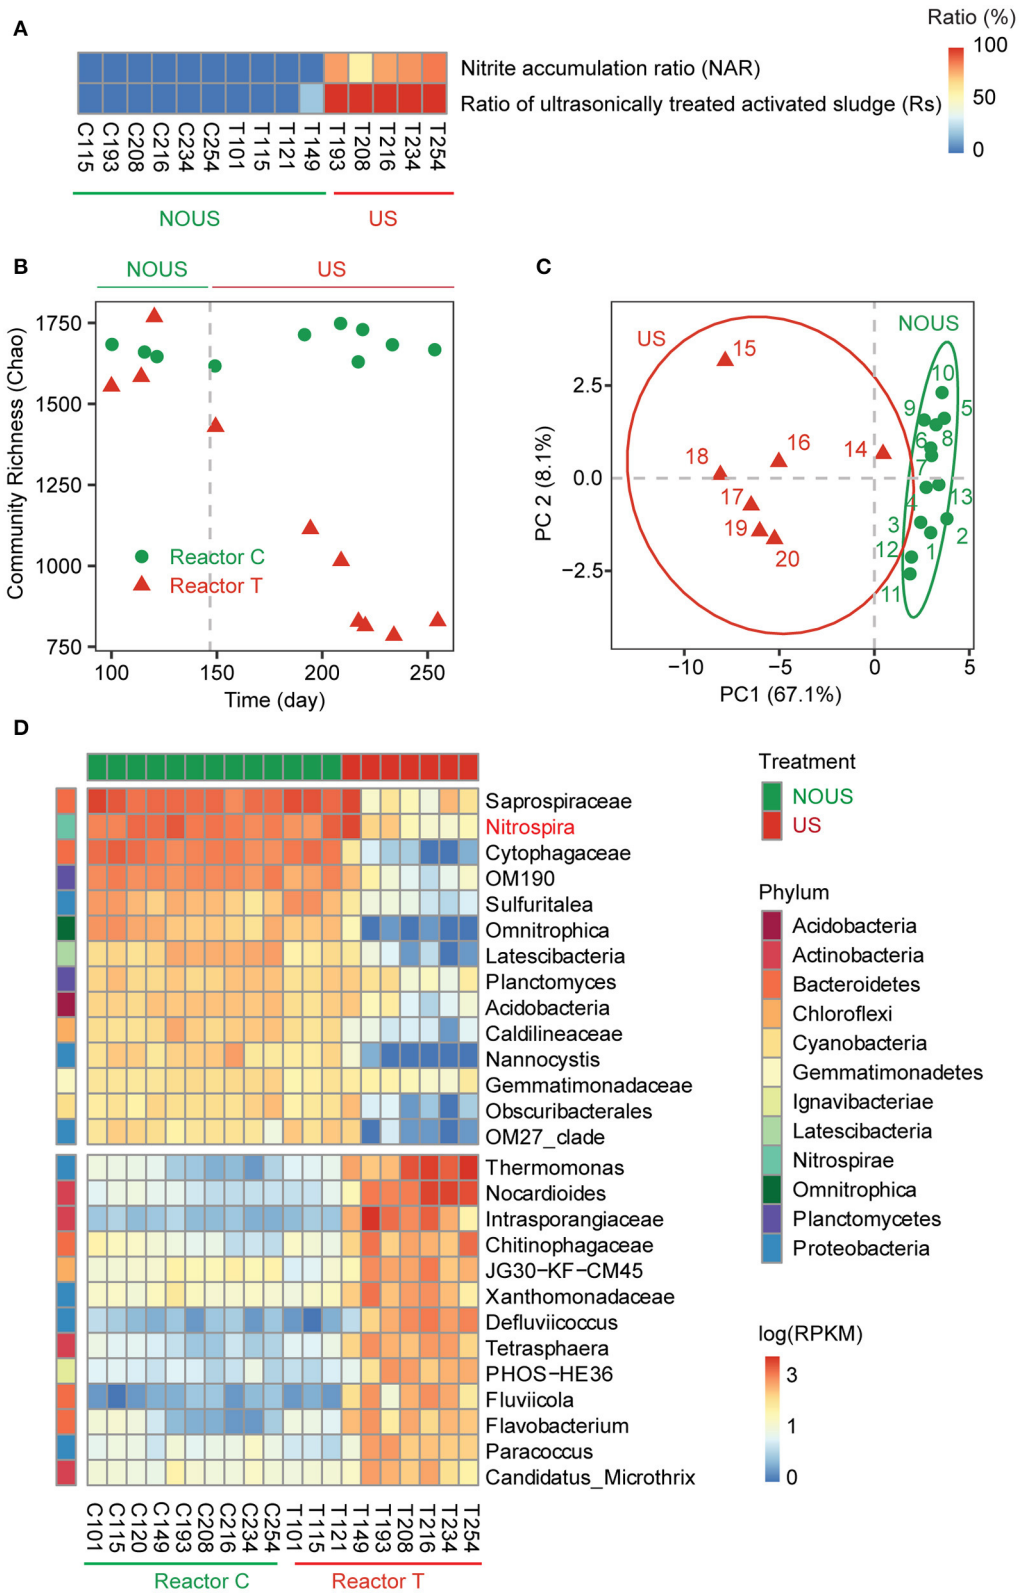 A
Ratio (%)
100
50
0
Nitrite accumulation ratio (NAR)
Ratio of ultrasonically treated activated sludge (Rs)
C115 C193 C208 C216 C234 C254 T101 T115 T121 T149 T193 T208 T216 T234 T254
NOUS US
B
NOUS US
Community Richness (Chao)
1750
1500
1250
1000
750
Reactor C
Reactor T
100 150 200 250
Time (day)
C
US
NOUS
PC 2 (8.1%)
2.5
0.0
−2.5
15
10
9
5
16
14
6
8
18
7
17
4
13
19
3
2
20
12
1
11
−10 −5 0 5
PC1 (67.1%)
D
Saprospiraceae
Nitrospira
Cytophagaceae
OM190
Sulfuritalea
Omnitrophica
Latescibacteria
Planctomyces
Acidobacteria
Caldilineaceae
Nannocystis
Gemmatimonadaceae
Obscuribacterales
OM27_clade
Thermomonas
Nocardioides
Intrasporangiaceae
Chitinophagaceae
JG30−KF−CM45
Xanthomonadaceae
Defluviicoccus
Tetrasphaera
PHOS−HE36
Fluviicola
Flavobacterium
Paracoccus
Candidatus_Microthrix
C101 C115 C120 C149 C193 C208 C216 C234 C254 T101 T115 T121 T149 T193 T208 T216 T234 T254
Reactor C Reactor T
Treatment
NOUS
US
Phylum
Acidobacteria
Actinobacteria
Bacteroidetes
Chloroflexi
Cyanobacteria
Gemmatimonadetes
Ignavibacteriae
Latescibacteria
Nitrospirae
Omnitrophica
Planctomycetes
Proteobacteria
log(RPKM)
3
1
0